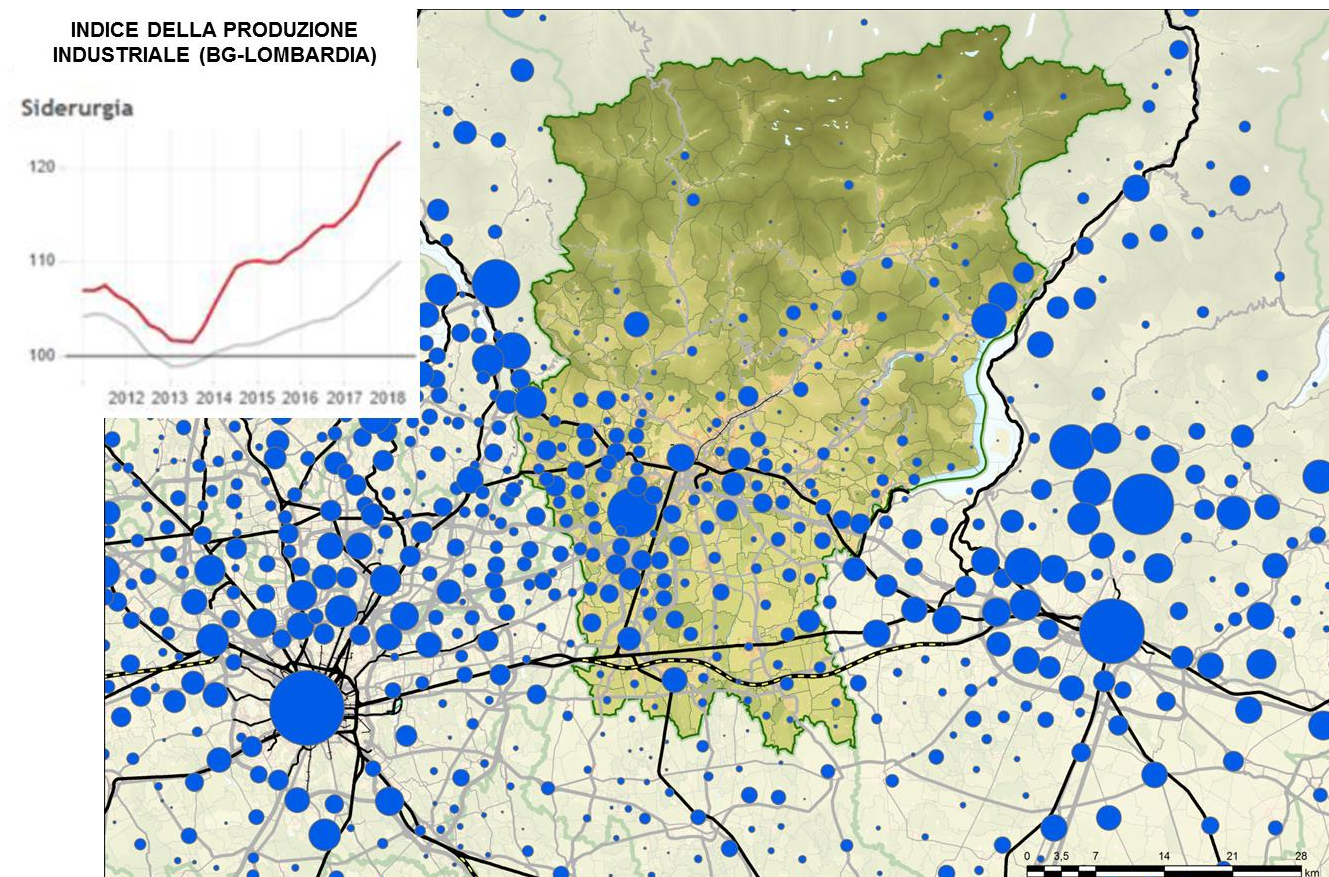 INDICE DELLA PRODUZIONE
INDUSTRIALE (BG-LOMBARDIA)
Siderurgia
120
110
100
2012 2013 2014 2015 2016 2017 2018
0 3,5 7 14 21 28
km